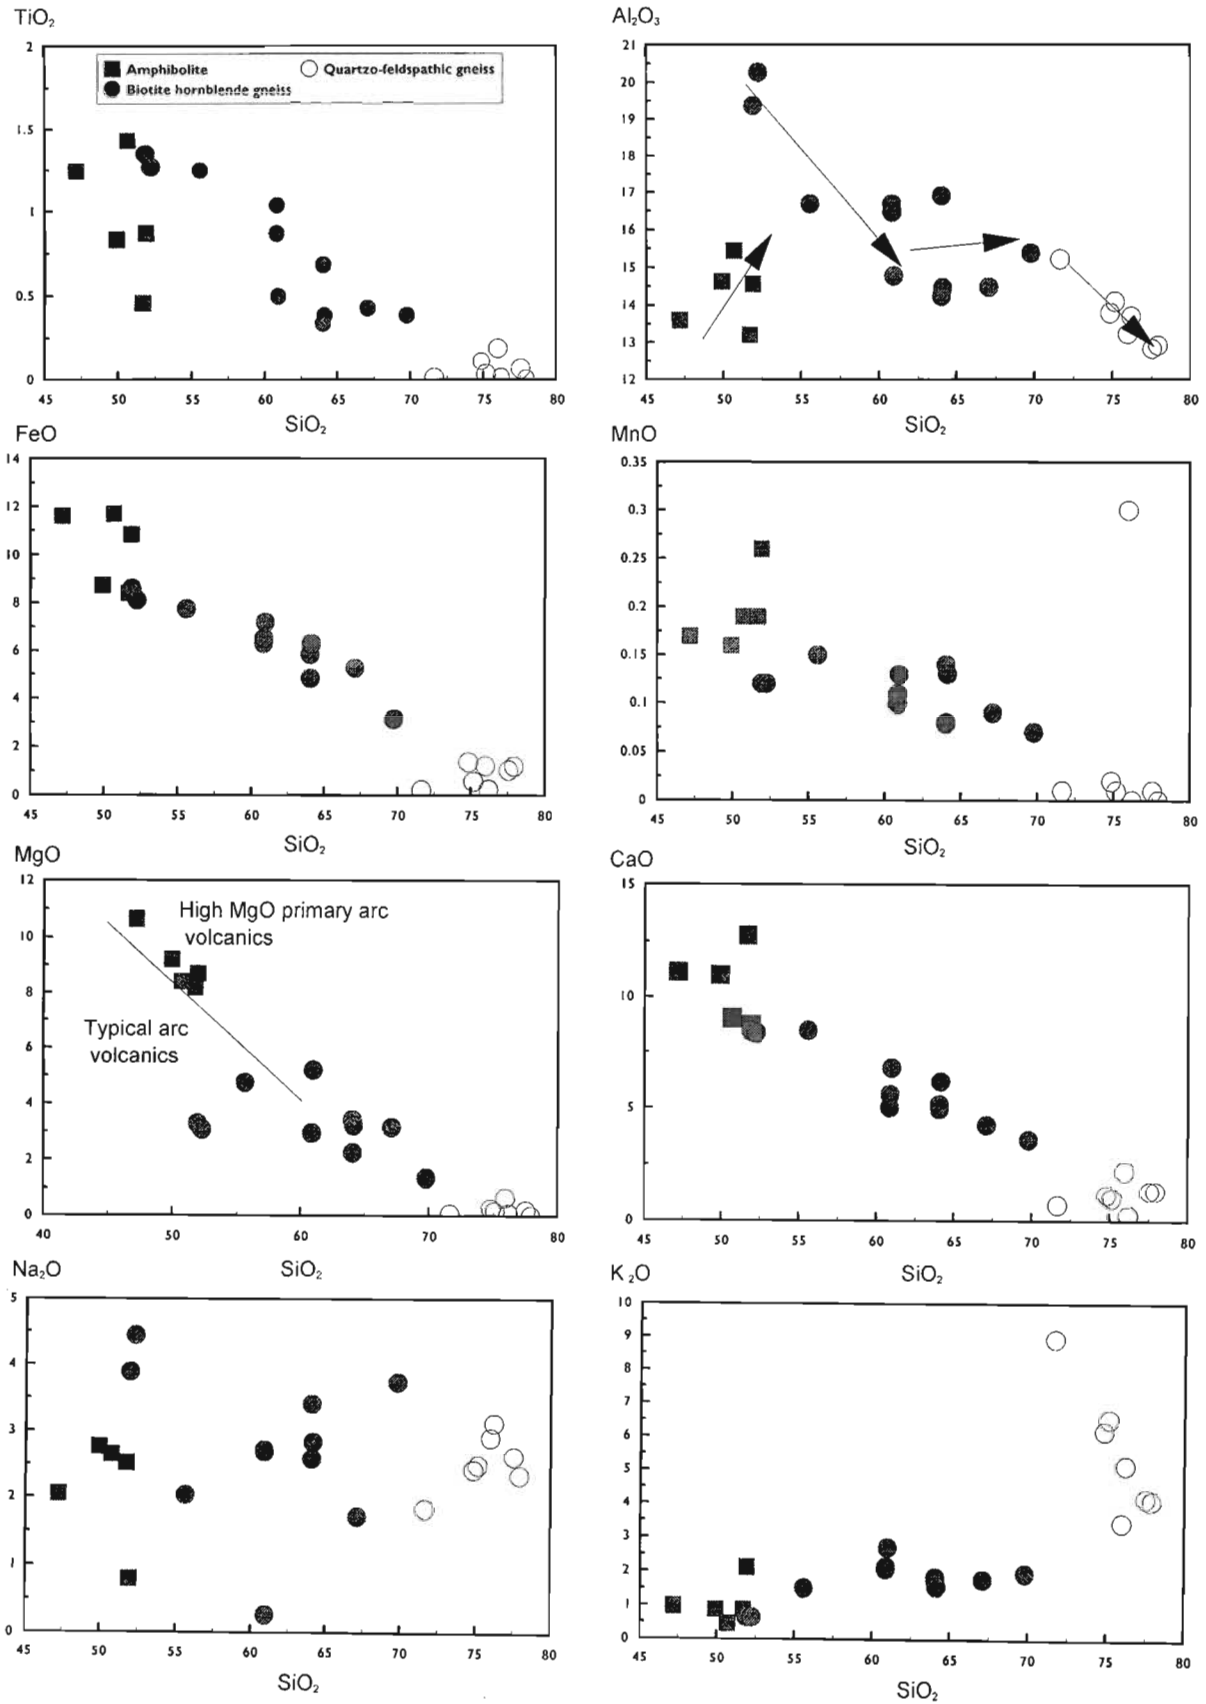 TiO₂
2
1.5
1
0.5
0
45 50 55 60 65 70 75 80
SiO₂
Amphibolite
Quartzo-feldspathic gneiss
Biotite hornblende gneiss
Al₂O₃
21
20
19
18
17
16
15
14
13
12
45 50 55 60 65 70 75 80
SiO₂
FeO
14
12
10
8
6
4
2
0
45 50 55 60 65 70 75 80
SiO₂
MnO
0.35
0.3
0.25
0.2
0.15
0.1
0.05
0
45 50 55 60 65 70 75 80
SiO₂
MgO
12
10
8
6
4
2
0
40 50 60 70 80
SiO₂
High MgO primary arc
volcanics
Typical arc
volcanics
CaO
15
10
5
0
45 50 55 60 65 70 75 80
SiO₂
Na₂O
5
4
3
2
1
0
45 50 55 60 65 70 75 80
SiO₂
K₂O
10
9
8
7
6
5
4
3
2
1
0
45 50 55 60 65 70 75 80
SiO₂